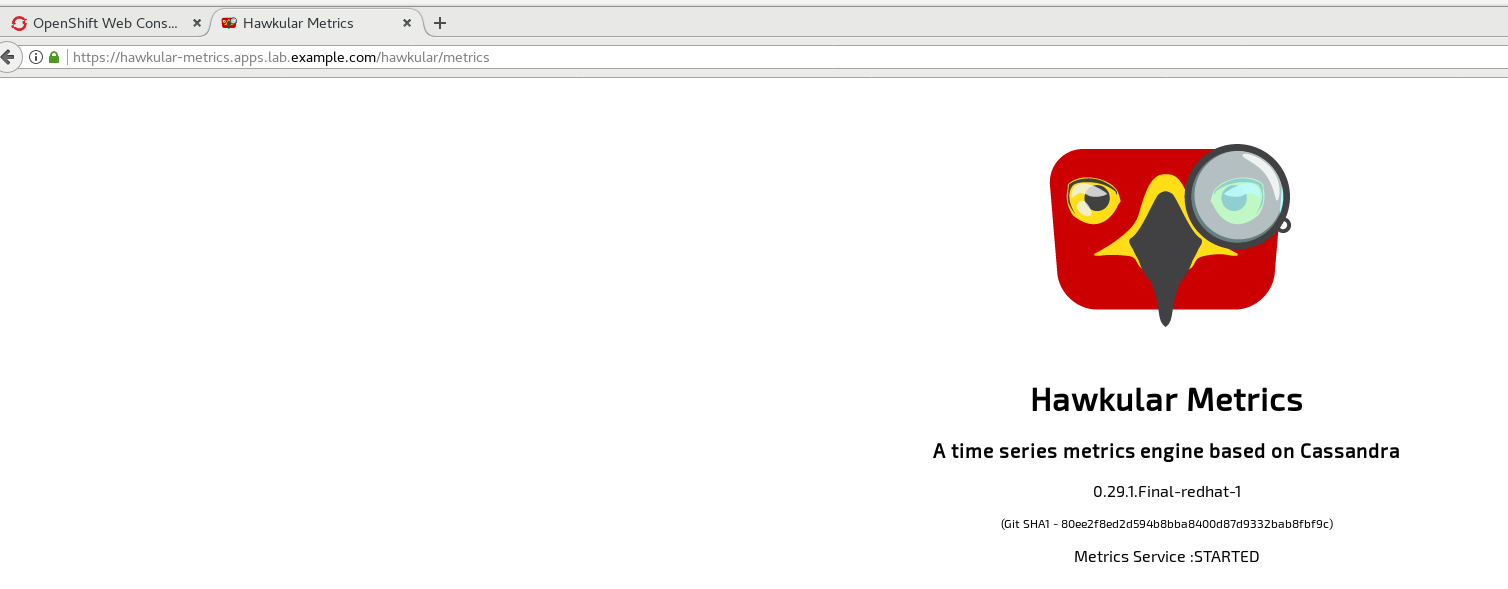 OpenShift Web Cons...
Hawkular Metrics
https://hawkular-metrics.apps.lab.example.com/hawkular/metrics
Hawkular Metrics
A time series metrics engine based on Cassandra
0.29.1.Final-redhat-1
(Git SHA1 - 80ee2f8ed2d594b8bba8400d87d9332bab8fbf9c)
Metrics Service :STARTED